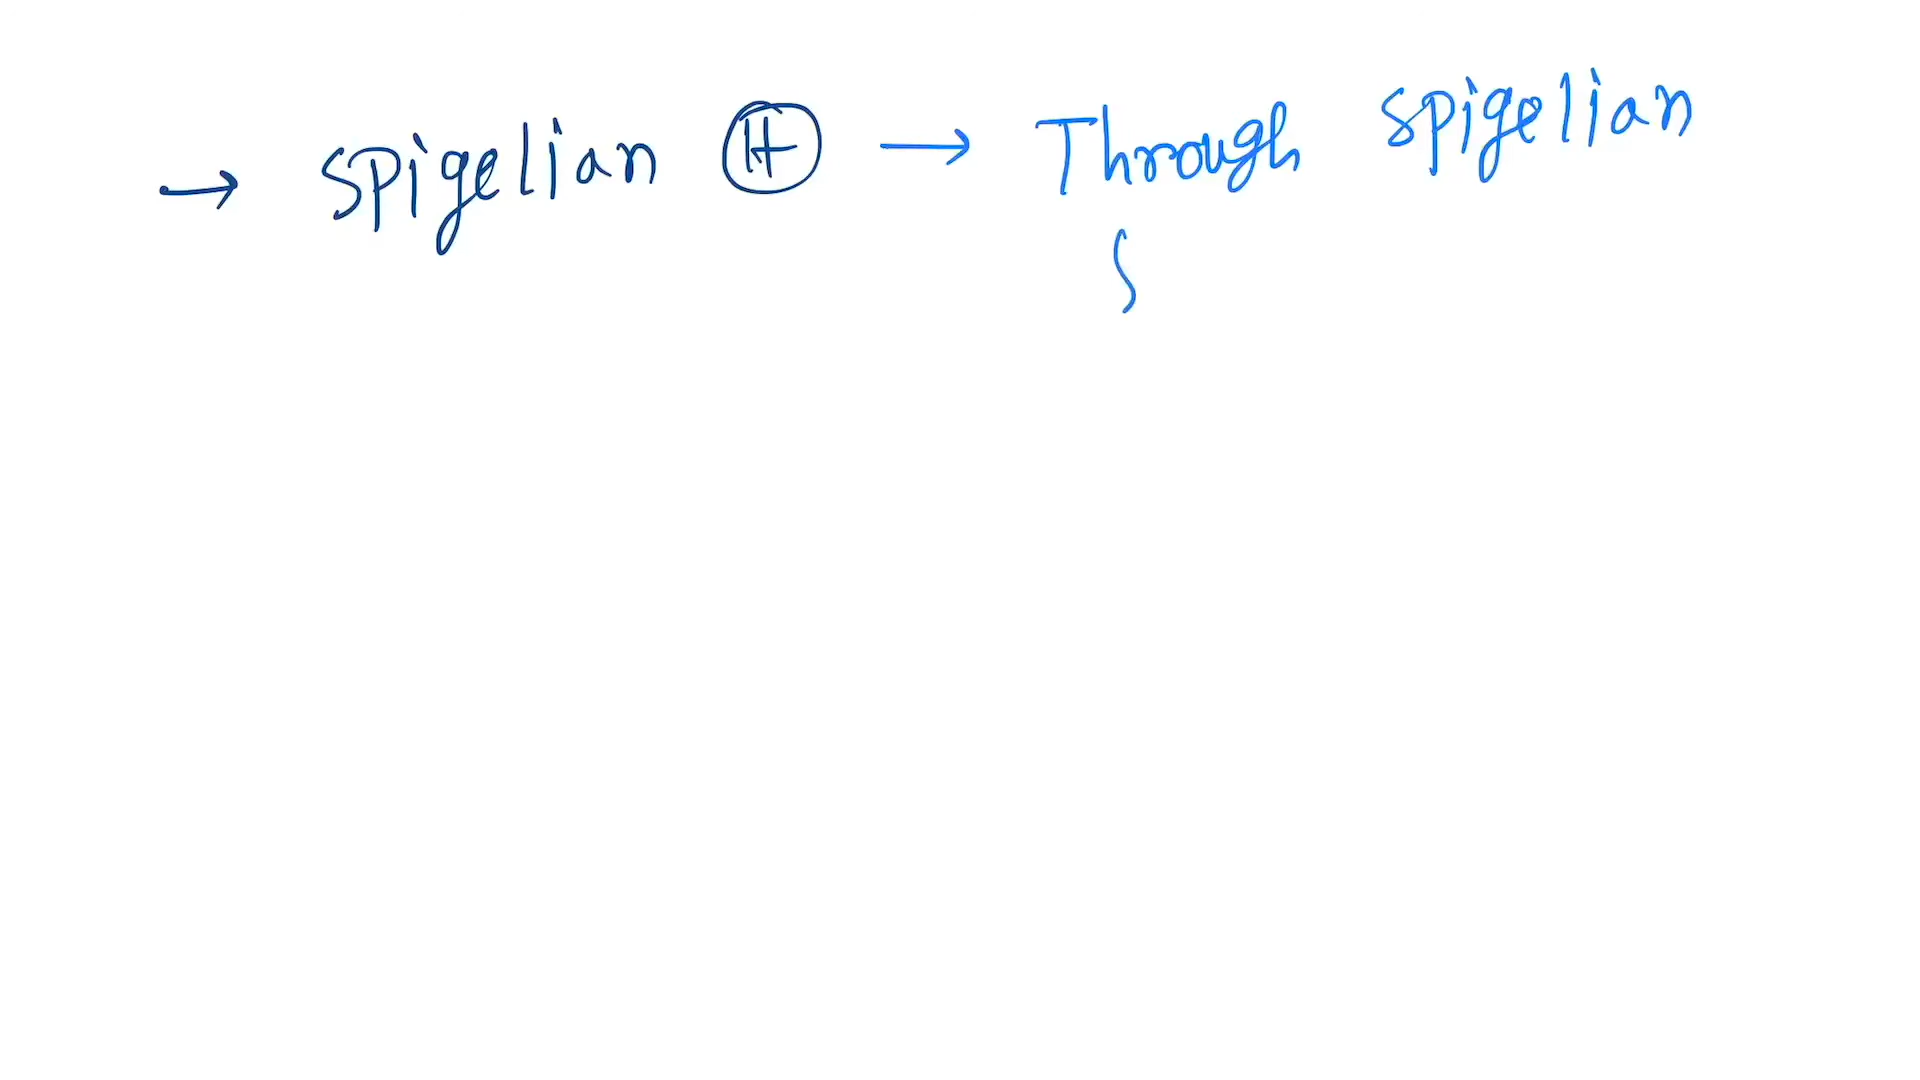 → spigelian Ⓗ → Through spigelian